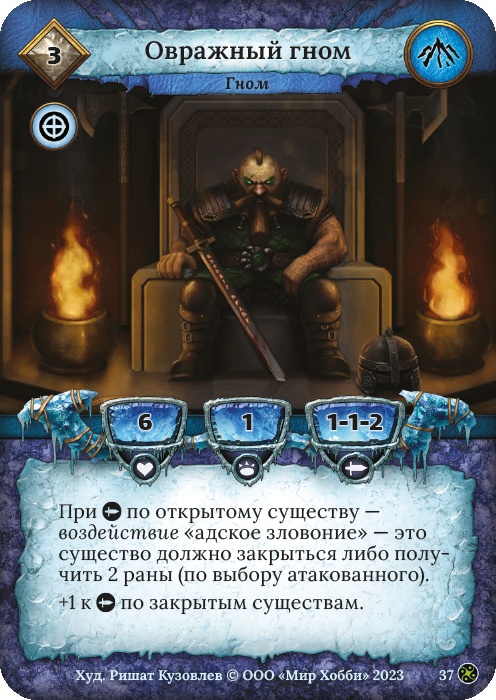 3
Овражный гном
Гном
6
1
1-1-2
При по открытому существу —
воздействие «адское зловоние» — это
существо должно закрыться либо полу-
чить 2 раны (по выбору атакованного).
+1 к по закрытым существам.
Худ. Ришат Кузовлев © ООО «Мир Хобби» 2023
37